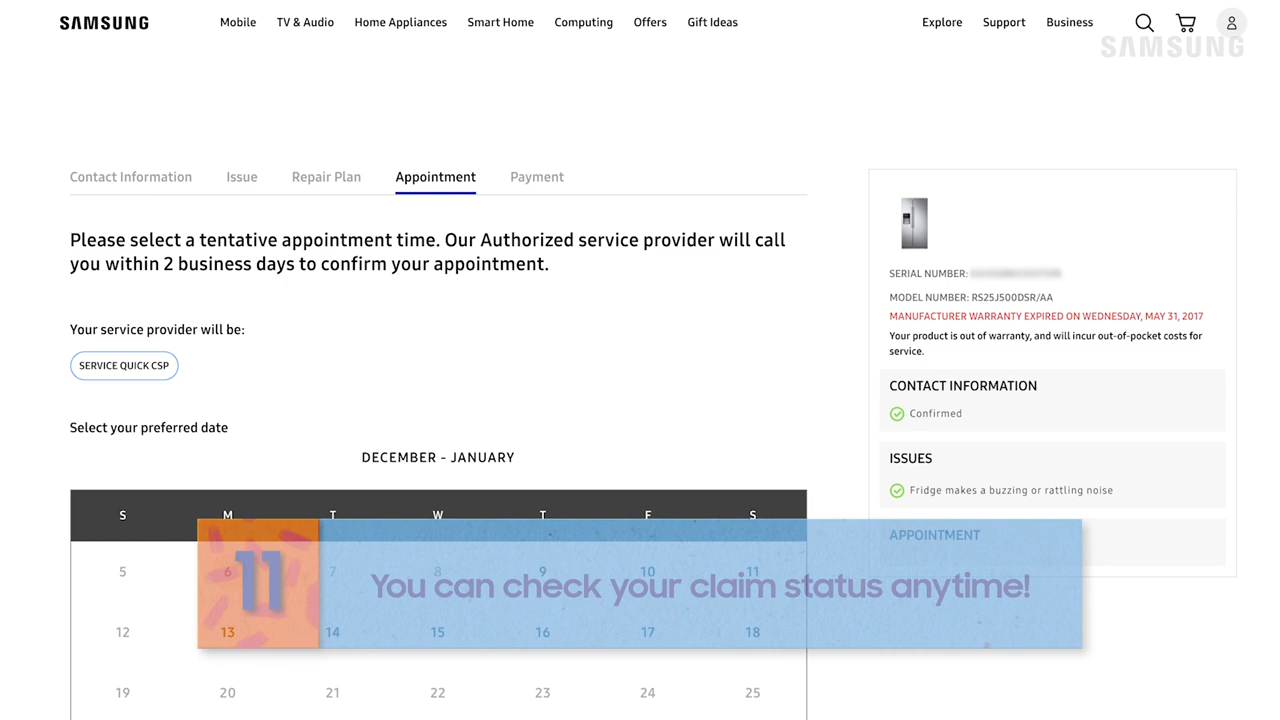 SAMSUNG
Mobile TV & Audio Home Appliances Smart Home Computing Offers Gift Ideas Explore Support Business
SAMSUNG
Contact Information Issue Repair Plan Appointment Payment
Please select a tentative appointment time. Our Authorized service provider will call
you within 2 business days to confirm your appointment.
Your service provider will be:
SERVICE QUICK CSP
Select your preferred date
DECEMBER - JANUARY
S M T W T F S
5 6 7 8 9 10 11
12 13 14 15 16 17 18
19 20 21 22 23 24 25
11
You can check your claim status anytime!
SERIAL NUMBER:
MODEL NUMBER: RS25J500DSR/AA
MANUFACTURER WARRANTY EXPIRED ON WEDNESDAY, MAY 31, 2017
Your product is out of warranty, and will incur out-of-pocket costs for
service.
CONTACT INFORMATION
Confirmed
ISSUES
Fridge makes a buzzing or rattling noise
APPOINTMENT